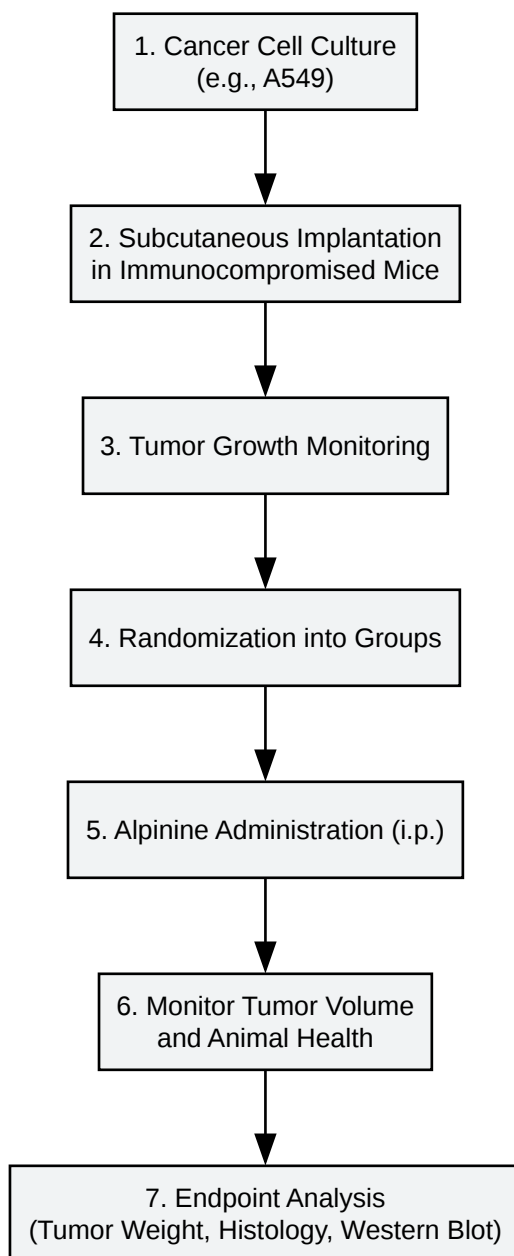 1. Cancer Cell Culture
(e.g., A549)
2. Subcutaneous Implantation
in Immunocompromised Mice
3. Tumor Growth Monitoring
4. Randomization into Groups
5. Alpinine Administration (i.p.)
6. Monitor Tumor Volume
and Animal Health
7. Endpoint Analysis
(Tumor Weight, Histology, Western Blot)